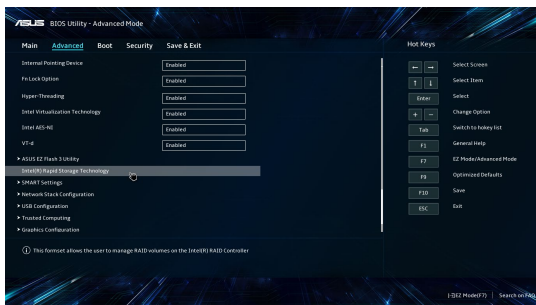 ASUS BIOS Utility - Advanced Mode
Main Advanced Boot Security Save & Exit
Hot Keys
Internal Pointing Device Enabled
Fn Lock Option Enabled
Hyper-Threading Enabled
Intel Virtualization Technology Enabled
Intel AES-NI Enabled
VT-d Enabled
> ASUS EZ Flash 3 Utility
Intel(R) Rapid Storage Technology
> SMART Settings
> Network Stack Configuration
> USB Configuration
> Trusted Computing
> Graphics Configuration
i This formset allows the user to manage RAID volumes on the Intel(R) RAID Controller
← → Select Screen
↑ ↓ Select Item
Enter Select
+ − Change Option
Tab Switch to hokey list
F1 General Help
F7 EZ Mode/Advanced Mode
F9 Optimized Defaults
F10 Save
ESC Exit
EZ Mode(F7) | Search on FAQ